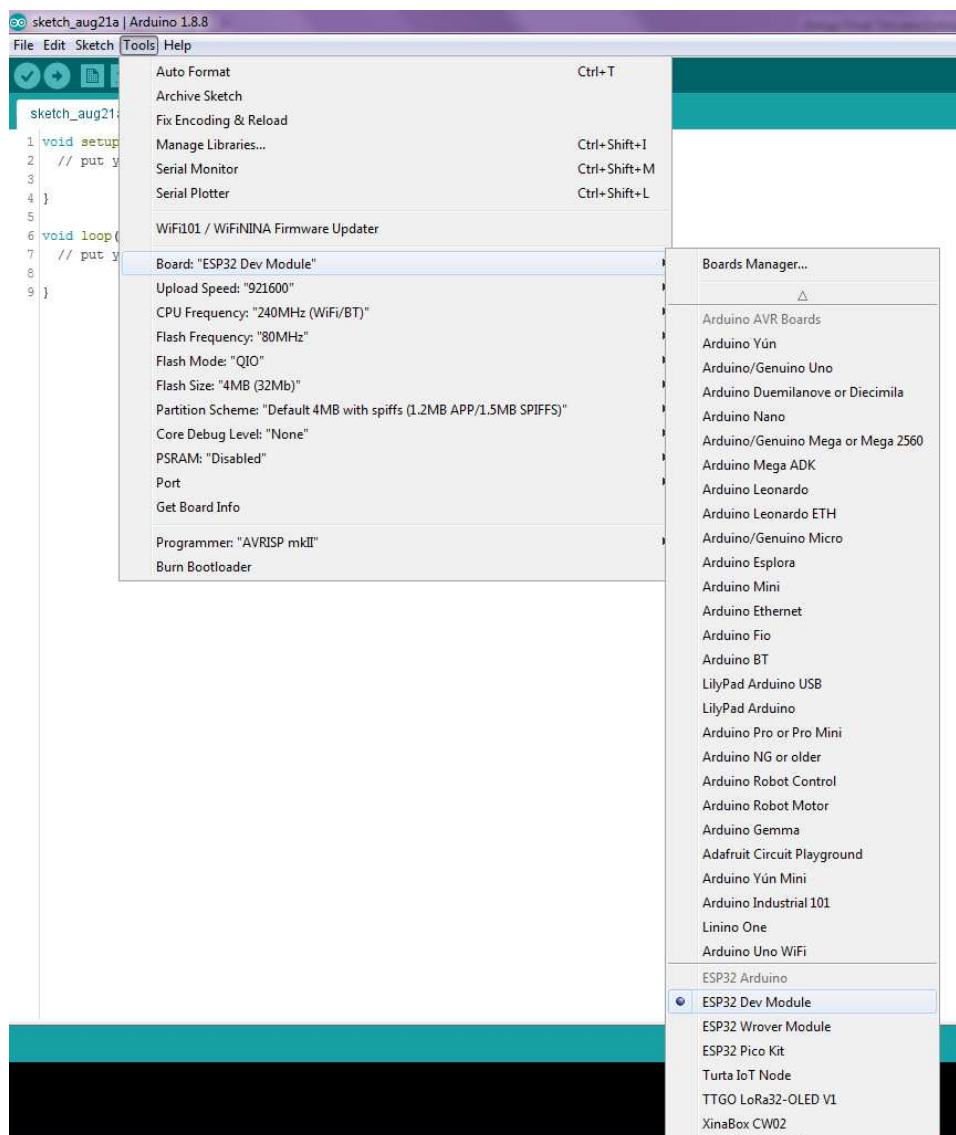 sketch_aug21a | Arduino 1.8.8
File Edit Sketch Tools Help
sketch_aug21
Auto Format Ctrl+T
Archive Sketch
Fix Encoding & Reload
Manage Libraries... Ctrl+Shift+I
Serial Monitor Ctrl+Shift+M
Serial Plotter Ctrl+Shift+L
WiFi101 / WiFiNINA Firmware Updater
Board: "ESP32 Dev Module"
Upload Speed: "921600"
CPU Frequency: "240MHz (WiFi/BT)"
Flash Frequency: "80MHz"
Flash Mode: "QIO"
Flash Size: "4MB (32Mb)"
Partition Scheme: "Default 4MB with spiffs (1.2MB APP/1.5MB SPIFFS)"
Core Debug Level: "None"
PSRAM: "Disabled"
Port
Get Board Info
Programmer: "AVRISP mkII"
Burn Bootloader
1 void setup
2 // put y
3
4 }
5
6 void loop(
7 // put y
8
9 }
Boards Manager...
Arduino AVR Boards
Arduino Yún
Arduino/Genuino Uno
Arduino Duemilanove or Diecimila
Arduino Nano
Arduino/Genuino Mega or Mega 2560
Arduino Mega ADK
Arduino Leonardo
Arduino Leonardo ETH
Arduino/Genuino Micro
Arduino Esplora
Arduino Mini
Arduino Ethernet
Arduino Fio
Arduino BT
LilyPad Arduino USB
LilyPad Arduino
Arduino Pro or Pro Mini
Arduino NG or older
Arduino Robot Control
Arduino Robot Motor
Arduino Gemma
Adafruit Circuit Playground
Arduino Yún Mini
Arduino Industrial 101
Linino One
Arduino Uno WiFi
ESP32 Arduino
ESP32 Dev Module
ESP32 Wrover Module
ESP32 Pico Kit
Turta IoT Node
TTGO LoRa32-OLED V1
XinaBox CW02